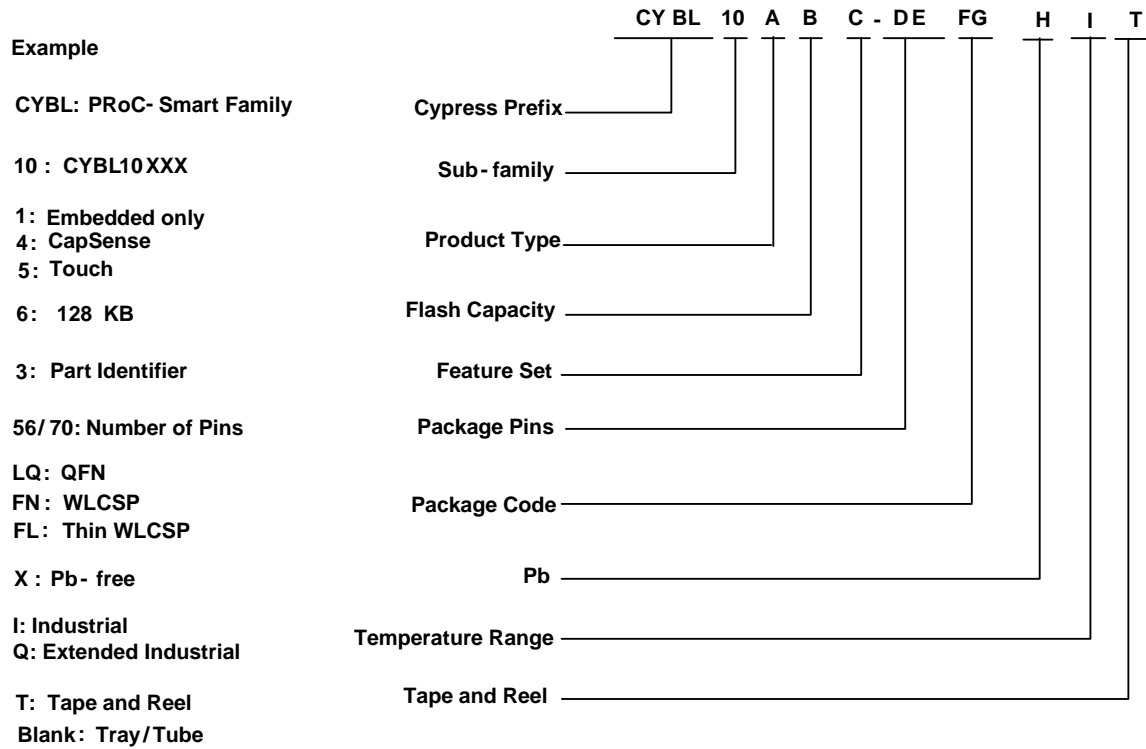 CY BL 10 A B C - DE FG H I T
Example
CYBL: PRoC- Smart Family Cypress Prefix
10 : CYBL10XXX Sub- family
1: Embedded only
4: CapSense Product Type
5: Touch
6: 128 KB Flash Capacity
3: Part Identifier Feature Set
56/ 70: Number of Pins Package Pins
LQ: QFN
FN: WLCSP Package Code
FL: Thin WLCSP
X : Pb- free Pb
I: Industrial Temperature Range
Q: Extended Industrial
T: Tape and Reel Tape and Reel
Blank: Tray/Tube